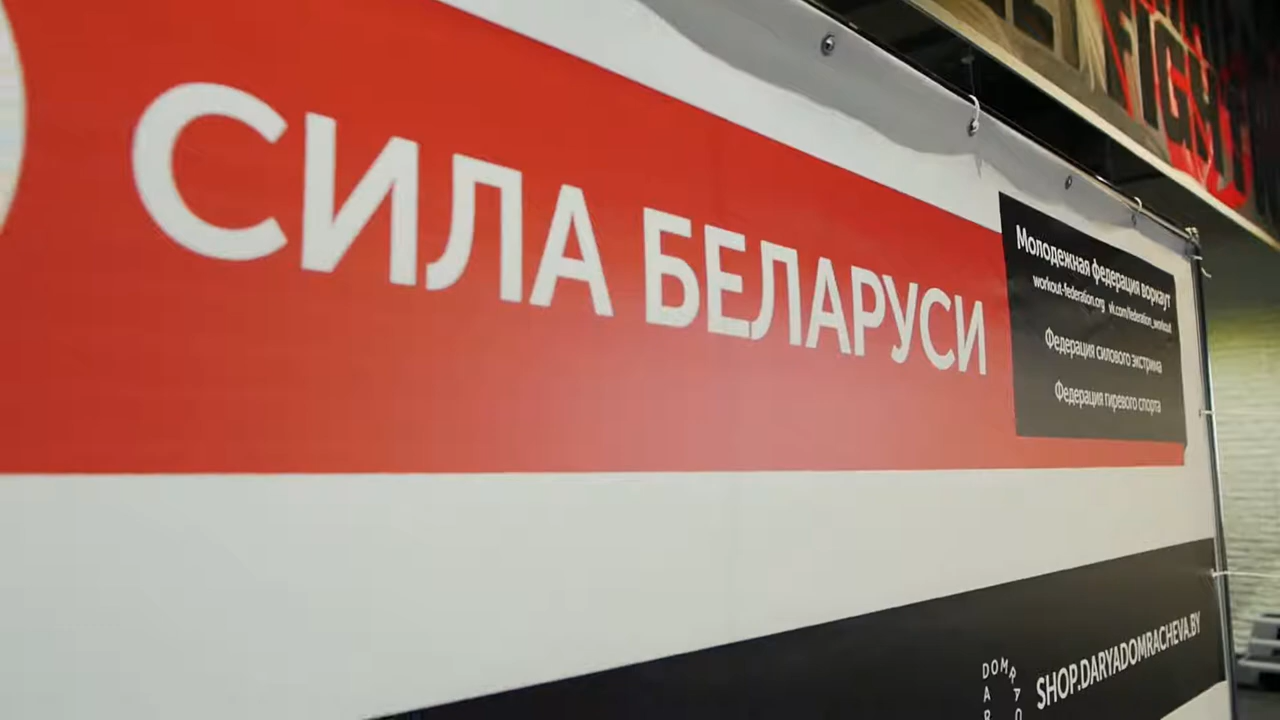 СИЛА БЕЛАРУСИ
Молодежная федерация воркаут
workout-federation.org vk.com/federation_workout
Федерация силового экстрима
Федерация гиревого спорта
SHOP.DARYADOMRACHEVA.BY